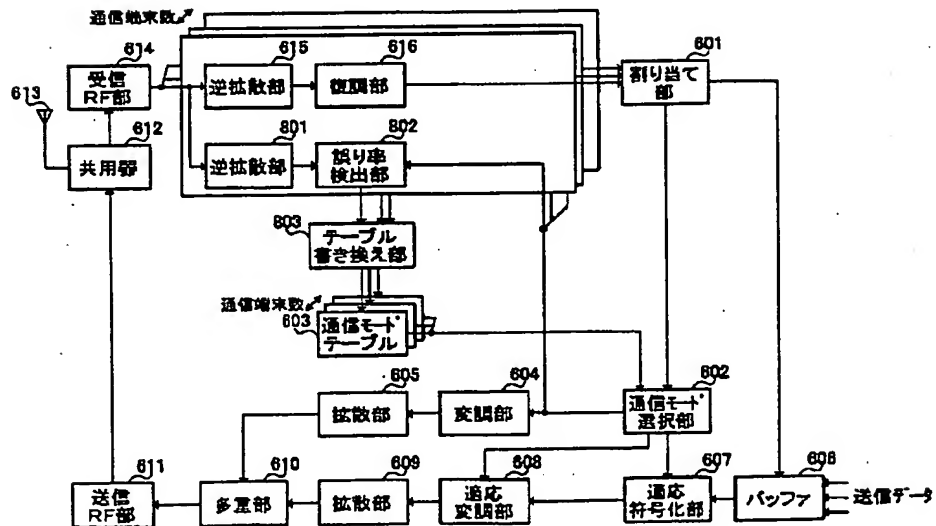 通信端末数
614
受信
RF部
615
逆拡散部
616
復調部
601
割り当て
部
613
612
共用器
801
逆拡散部
802
誤り率
検出部
803
テーブル
書き換え部
通信端末数
603
通信モード
テーブル
605
拡散部
604
変調部
602
通信モード
選択部
611
送信
RF部
610
多重部
609
拡散部
608
適応
変調部
607
適応
符号化部
606
バッファ
送信データ